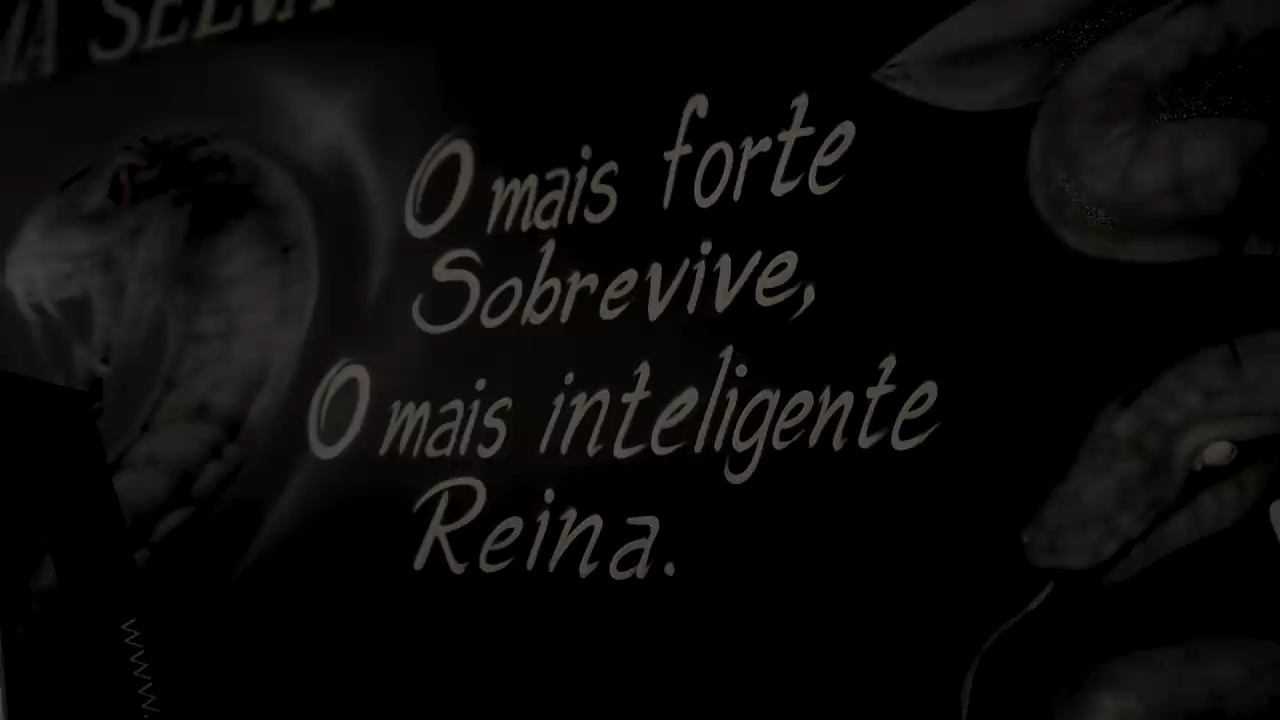 O mais forte
Sobrevive,
O mais inteligente
Reina.